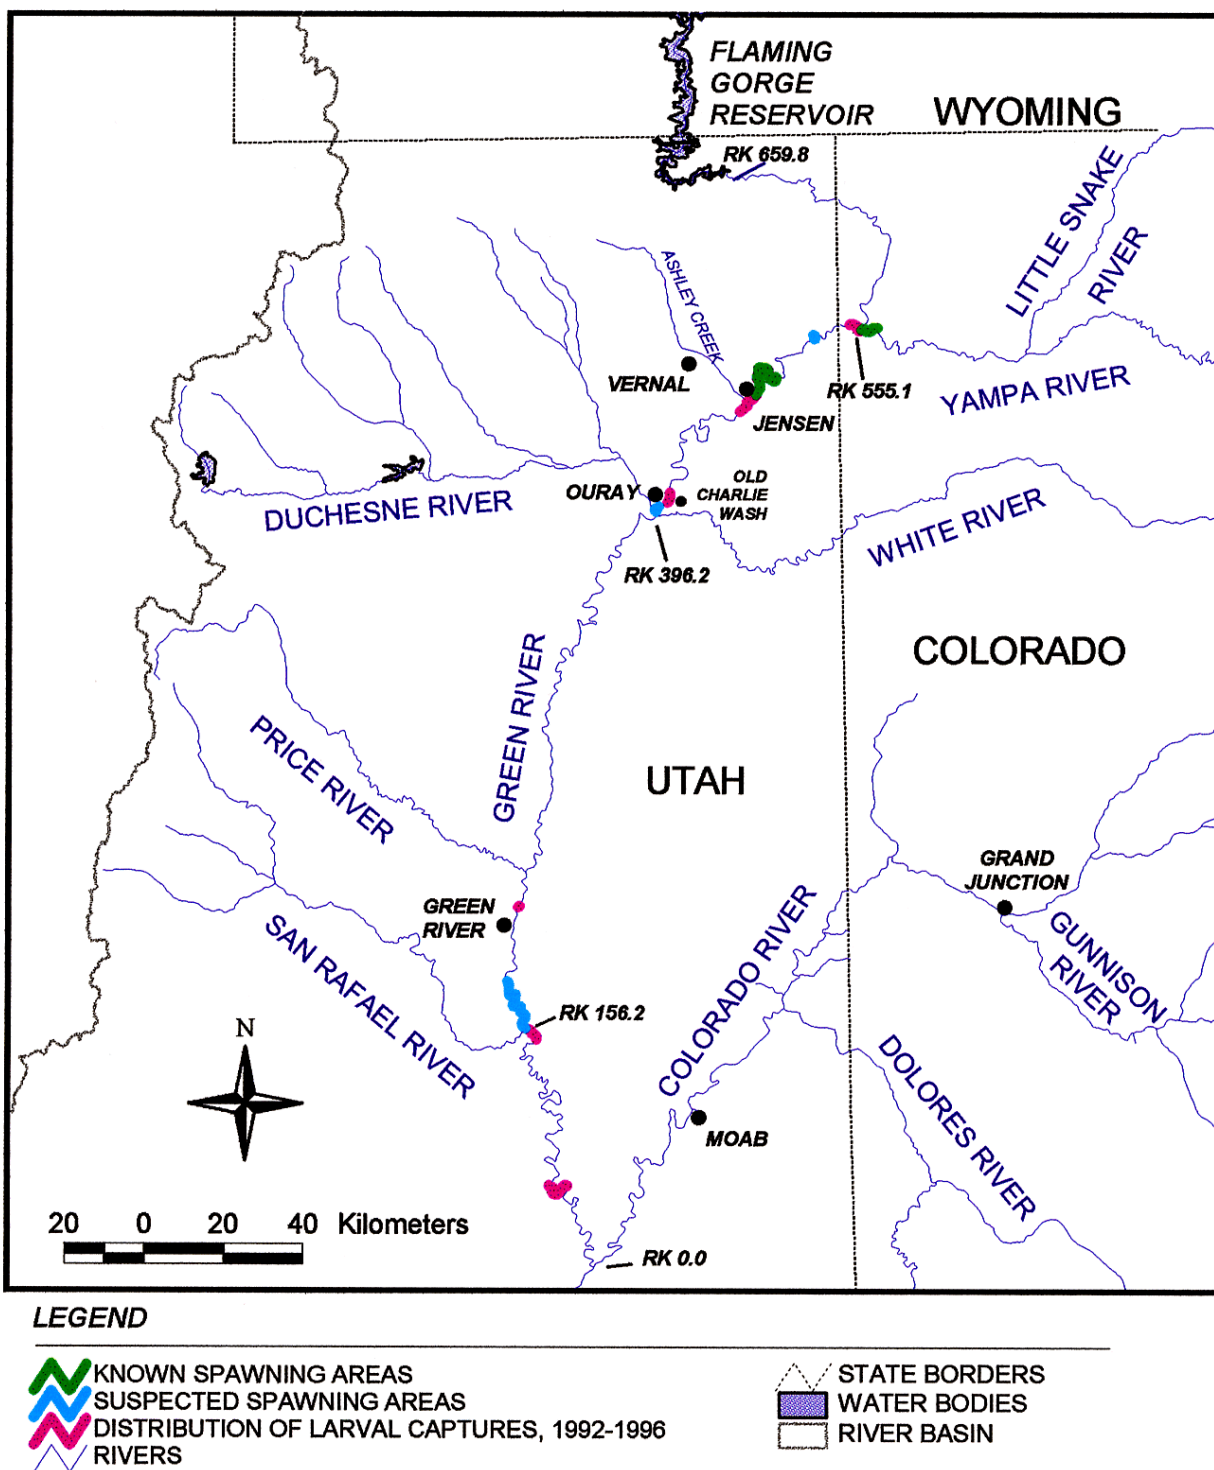 FLAMING
GORGE
RESERVOIR
WYOMING
RK 659.8
LITTLE SNAKE
RIVER
ASHLEY CREEK
VERNAL
RK 555.1
YAMPA RIVER
JENSEN
OURAY
OLD
CHARLIE
WASH
DUCHESNE RIVER
WHITE RIVER
RK 396.2
GREEN RIVER
COLORADO
PRICE RIVER
UTAH
GRAND
JUNCTION
GREEN
RIVER
COLORADO RIVER
GUNNISON
RIVER
SAN RAFAEL RIVER
RK 156.2
N
DOLORES RIVER
MOAB
20 0 20 40 Kilometers
RK 0.0
LEGEND
KNOWN SPAWNING AREAS
SUSPECTED SPAWNING AREAS
DISTRIBUTION OF LARVAL CAPTURES, 1992-1996
RIVERS
STATE BORDERS
WATER BODIES
RIVER BASIN